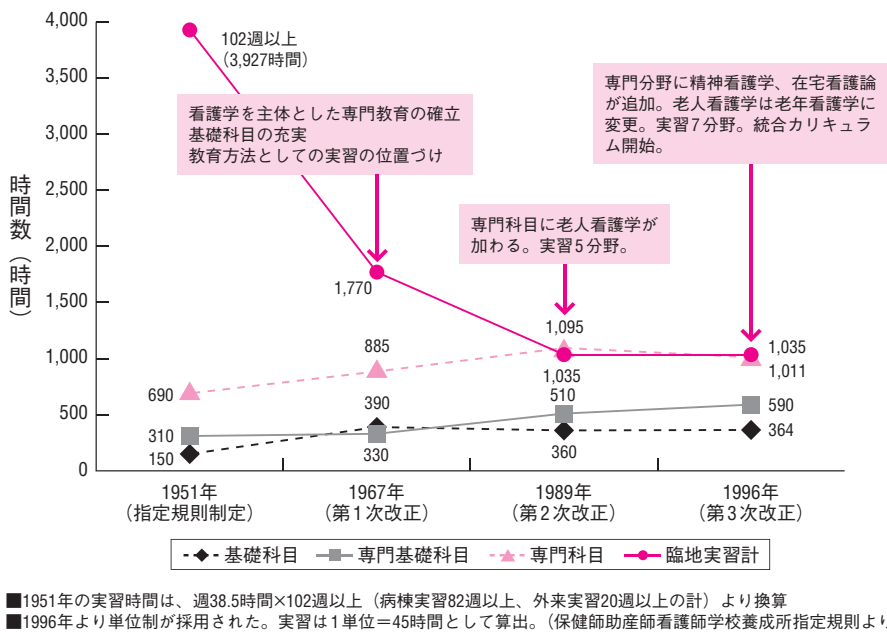 4,000
3,500
3,000
2,500
2,000
1,500
1,000
500
0
時間数（時間）
102週以上
（3,927時間）
看護学を主体とした専門教育の確立
基礎科目の充実
教育方法としての実習の位置づけ
専門科目に老人看護学が
加わる。実習5分野。
専門分野に精神看護学、在宅看護論
が追加。老人看護学は老年看護学に
変更。実習7分野。統合カリキュラ
ム開始。
1,770
1,095
1,035
1,035
1,011
690
885
310
150
390
330
510
360
590
364
1951年
（指定規則制定）
1967年
（第1次改正）
1989年
（第2次改正）
1996年
（第3次改正）
基礎科目 専門基礎科目 専門科目 臨地実習計
■1951年の実習時間は、週38.5時間×102週以上（病棟実習82週以上、外来実習20週以上の計）より換算
■1996年より単位制が採用された。実習は1単位＝45時間として算出。（保健師助産師看護師学校養成所指定規則より